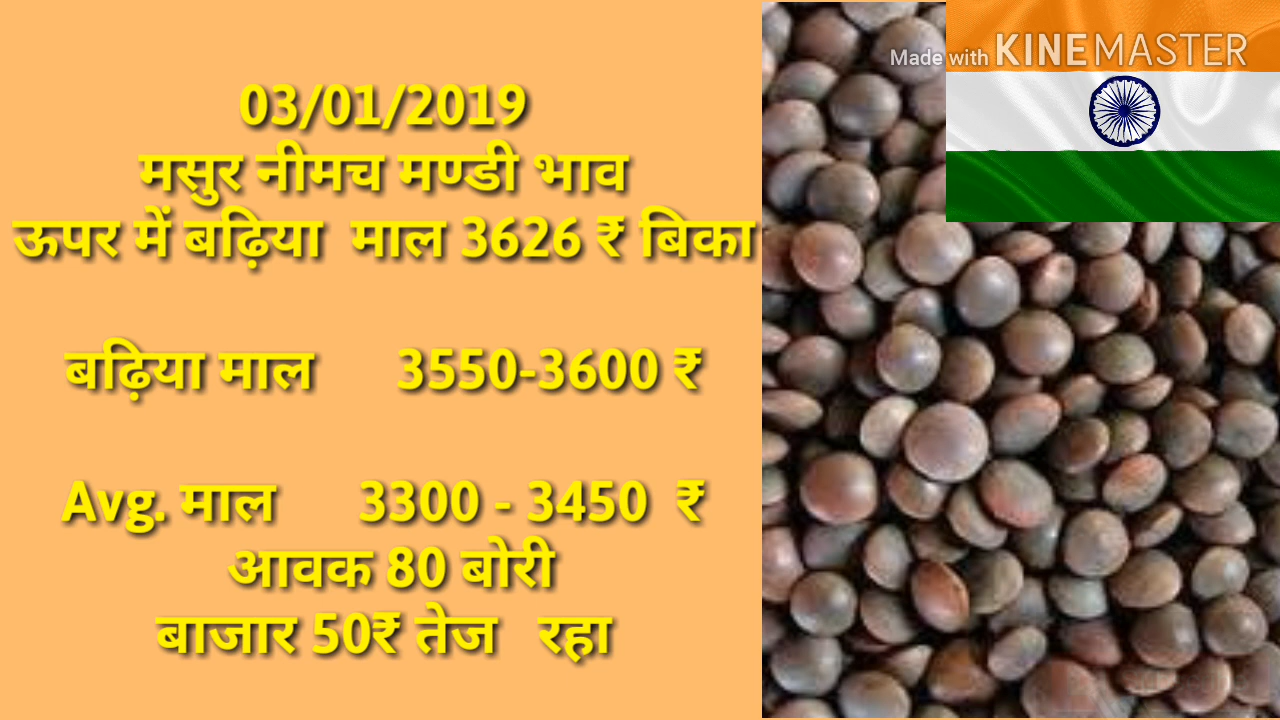 03/01/2019
मसुर नीमच मण्डी भाव
ऊपर में बढ़िया माल 3626 ₹ बिका
बढ़िया माल 3550-3600 ₹
Avg. माल 3300 - 3450 ₹
आवक 80 बोरी
बाजार 50₹ तेज रहा
Made with KINEMASTER